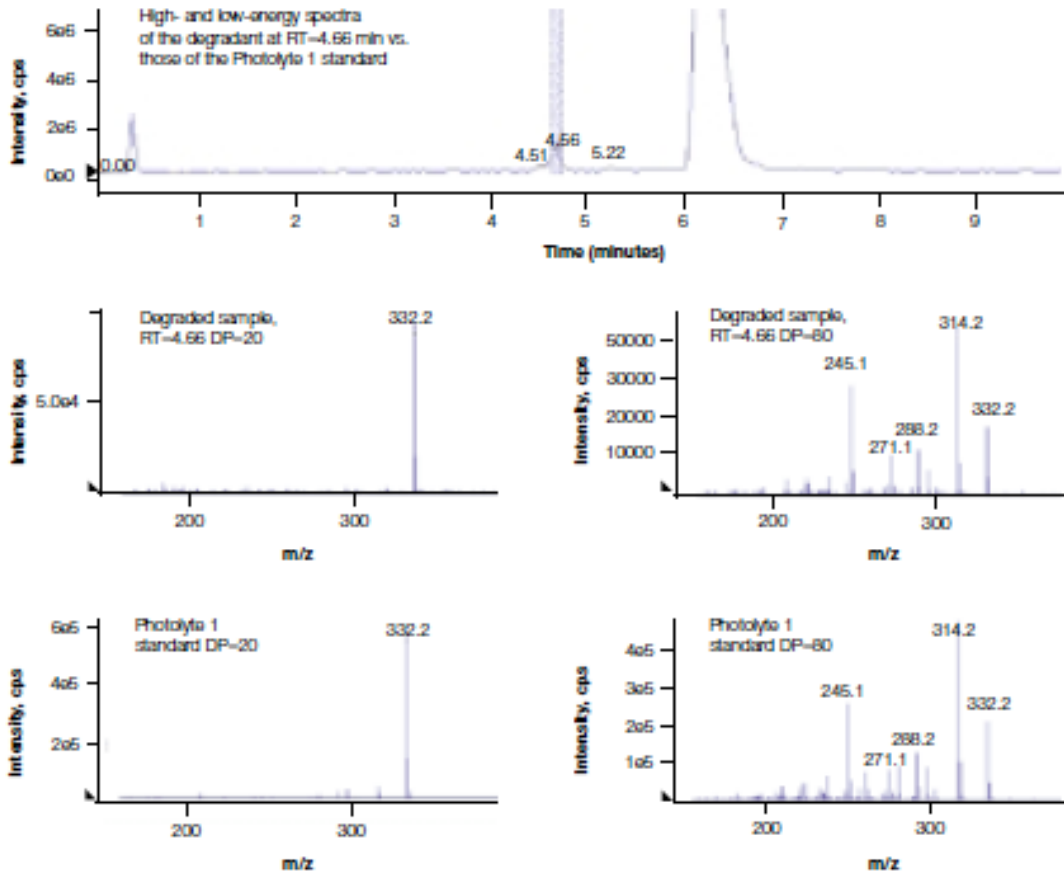 High- and low-energy spectra
of the degradant at RT=4.66 min vs.
those of the Photolyte 1 standard
Intensity, cps
6e6
4e6
2e6
0e0
0.00
4.51
4.56
5.22
1
2
3
4
5
6
7
8
9
Time (minutes)
Degraded sample,
RT=4.66 DP=20
Intensity, cps
5.0e4
332.2
200
300
m/z
Degraded sample,
RT=4.66 DP=80
Intensity, cps
50000
30000
20000
10000
245.1
271.1
288.2
314.2
332.2
200
300
m/z
Photolyte 1
standard DP=20
Intensity, cps
6e5
4e5
2e5
332.2
200
300
m/z
Photolyte 1
standard DP=80
Intensity, cps
4e5
3e5
2e5
1e5
245.1
271.1
288.2
314.2
332.2
200
300
m/z